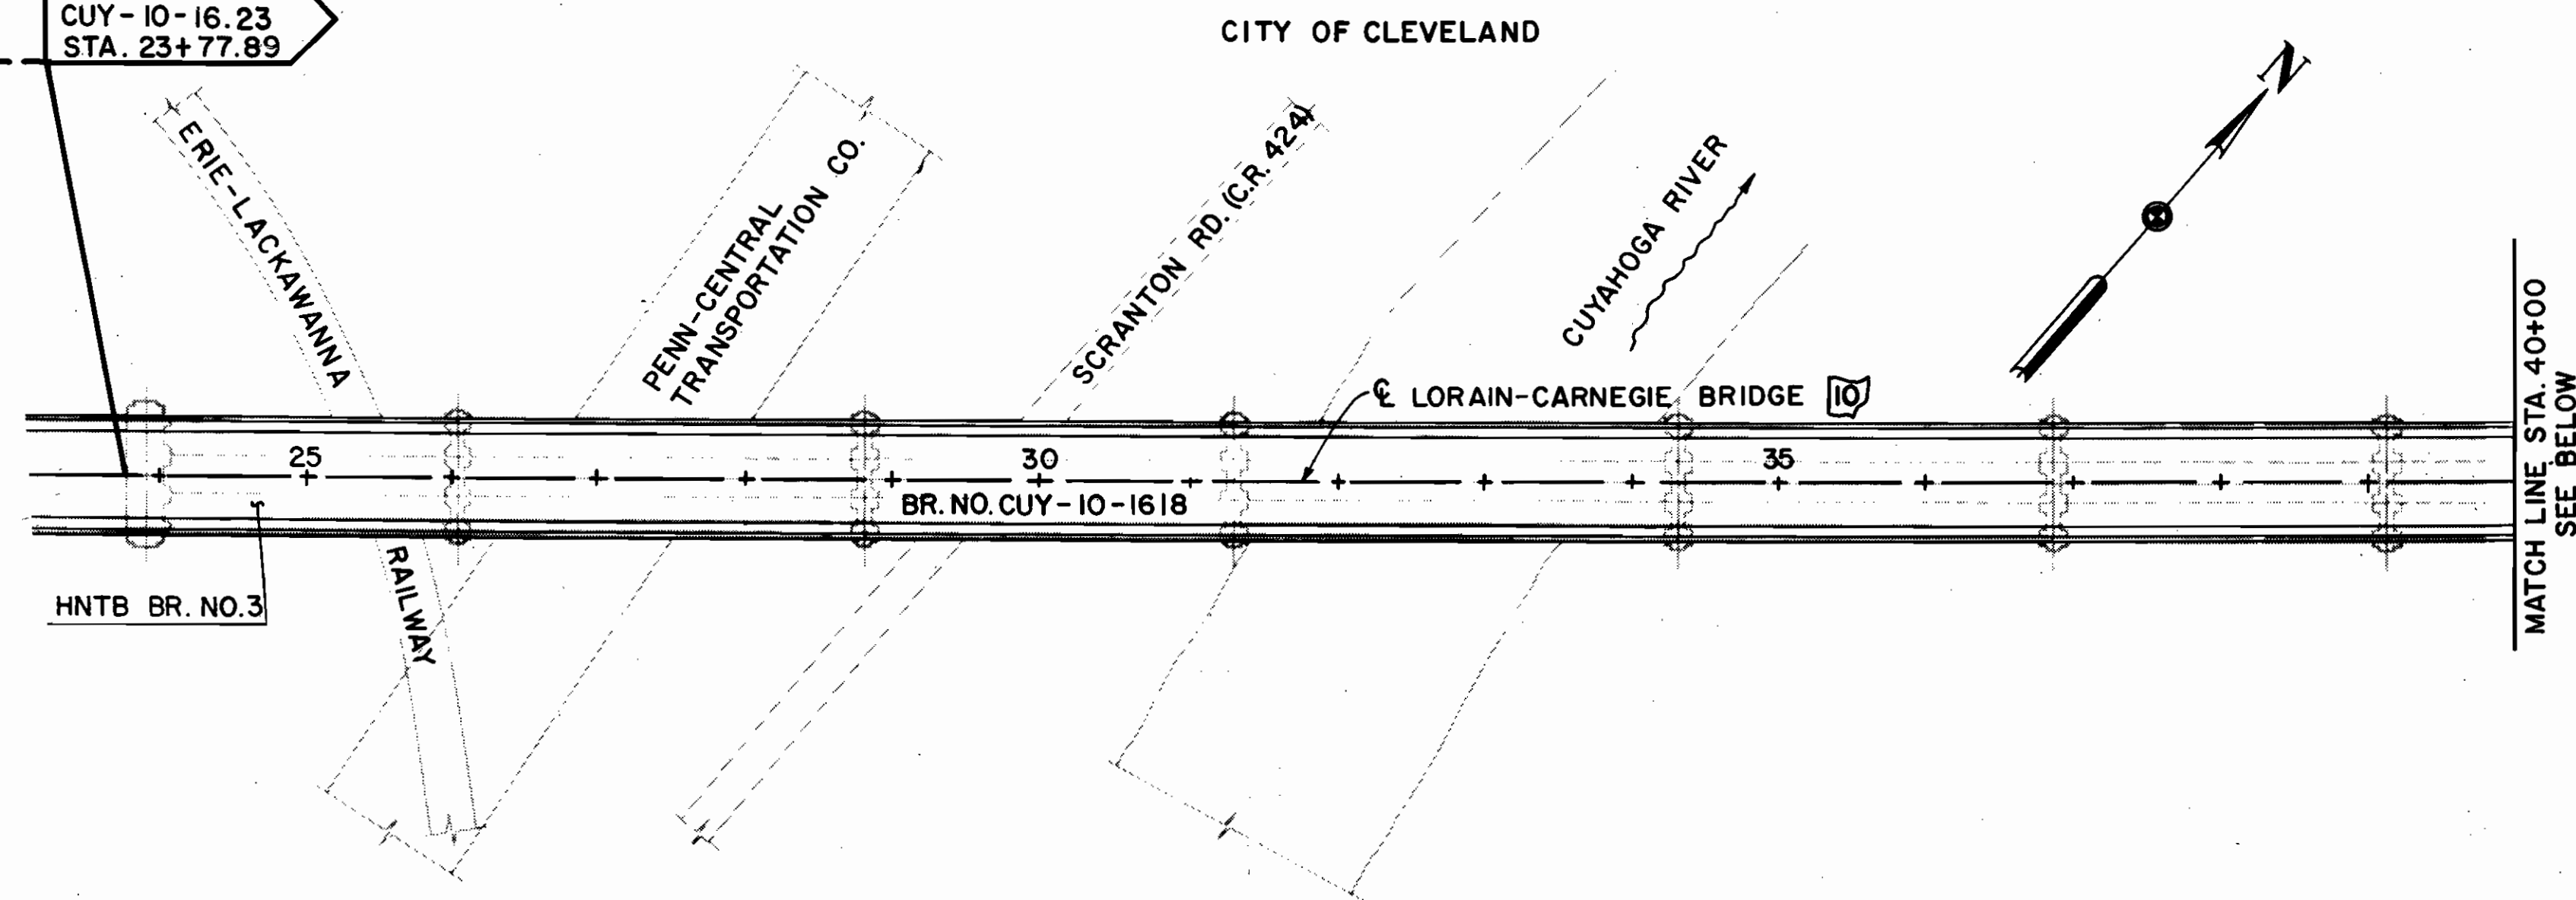 CUY-10-16.23
STA. 23+77.89
CITY OF CLEVELAND
N
ERIE-LACKAWANNA
PENN-CENTRAL
TRANSPORTATION CO.
SCRANTON RD. (C.R. 424)
CUYAHOGA RIVER
℄ LORAIN-CARNEGIE BRIDGE 10
25
30
35
BR. NO. CUY-10-1618
RAILWAY
HNTB BR. NO.3
MATCH LINE STA. 40+00
SEE BELOW